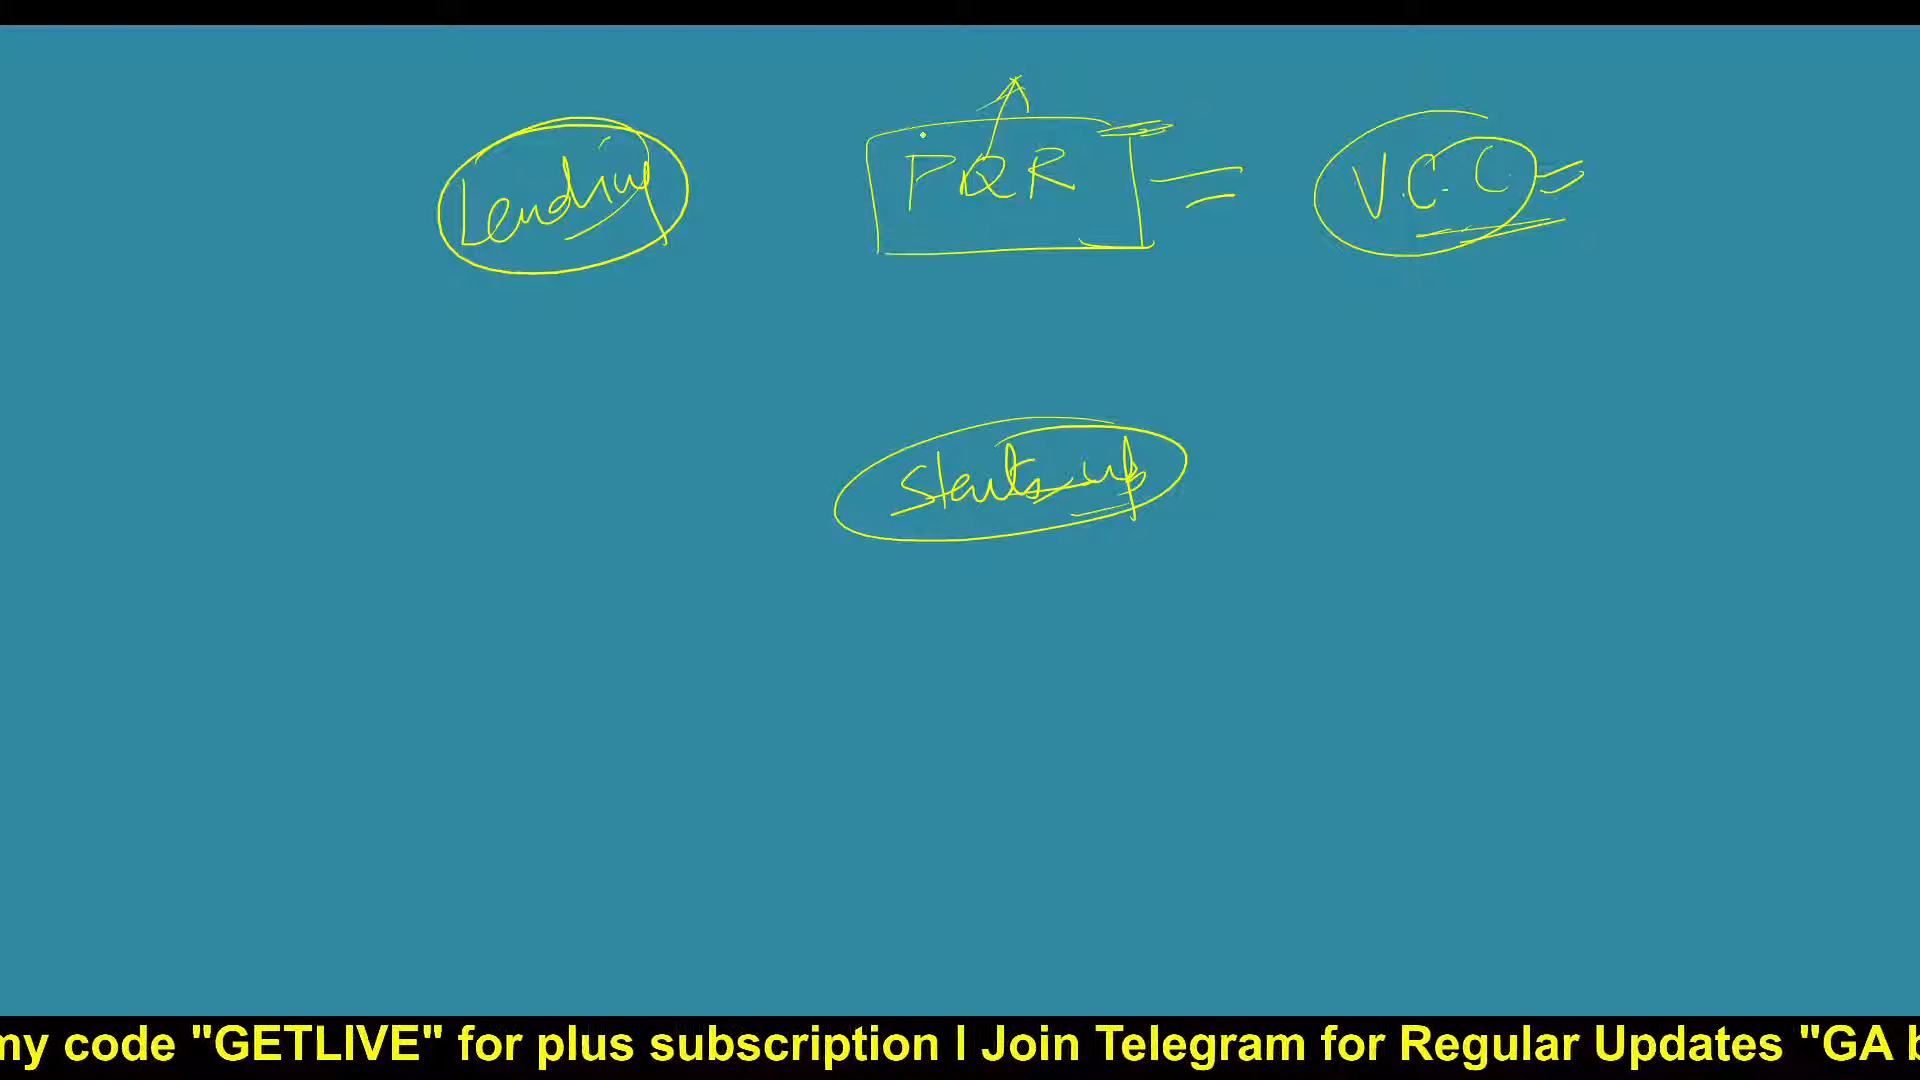 Lending PQR = V.C.C =
Starts-up
my code "GETLIVE" for plus subscription l Join Telegram for Regular Updates "GA b